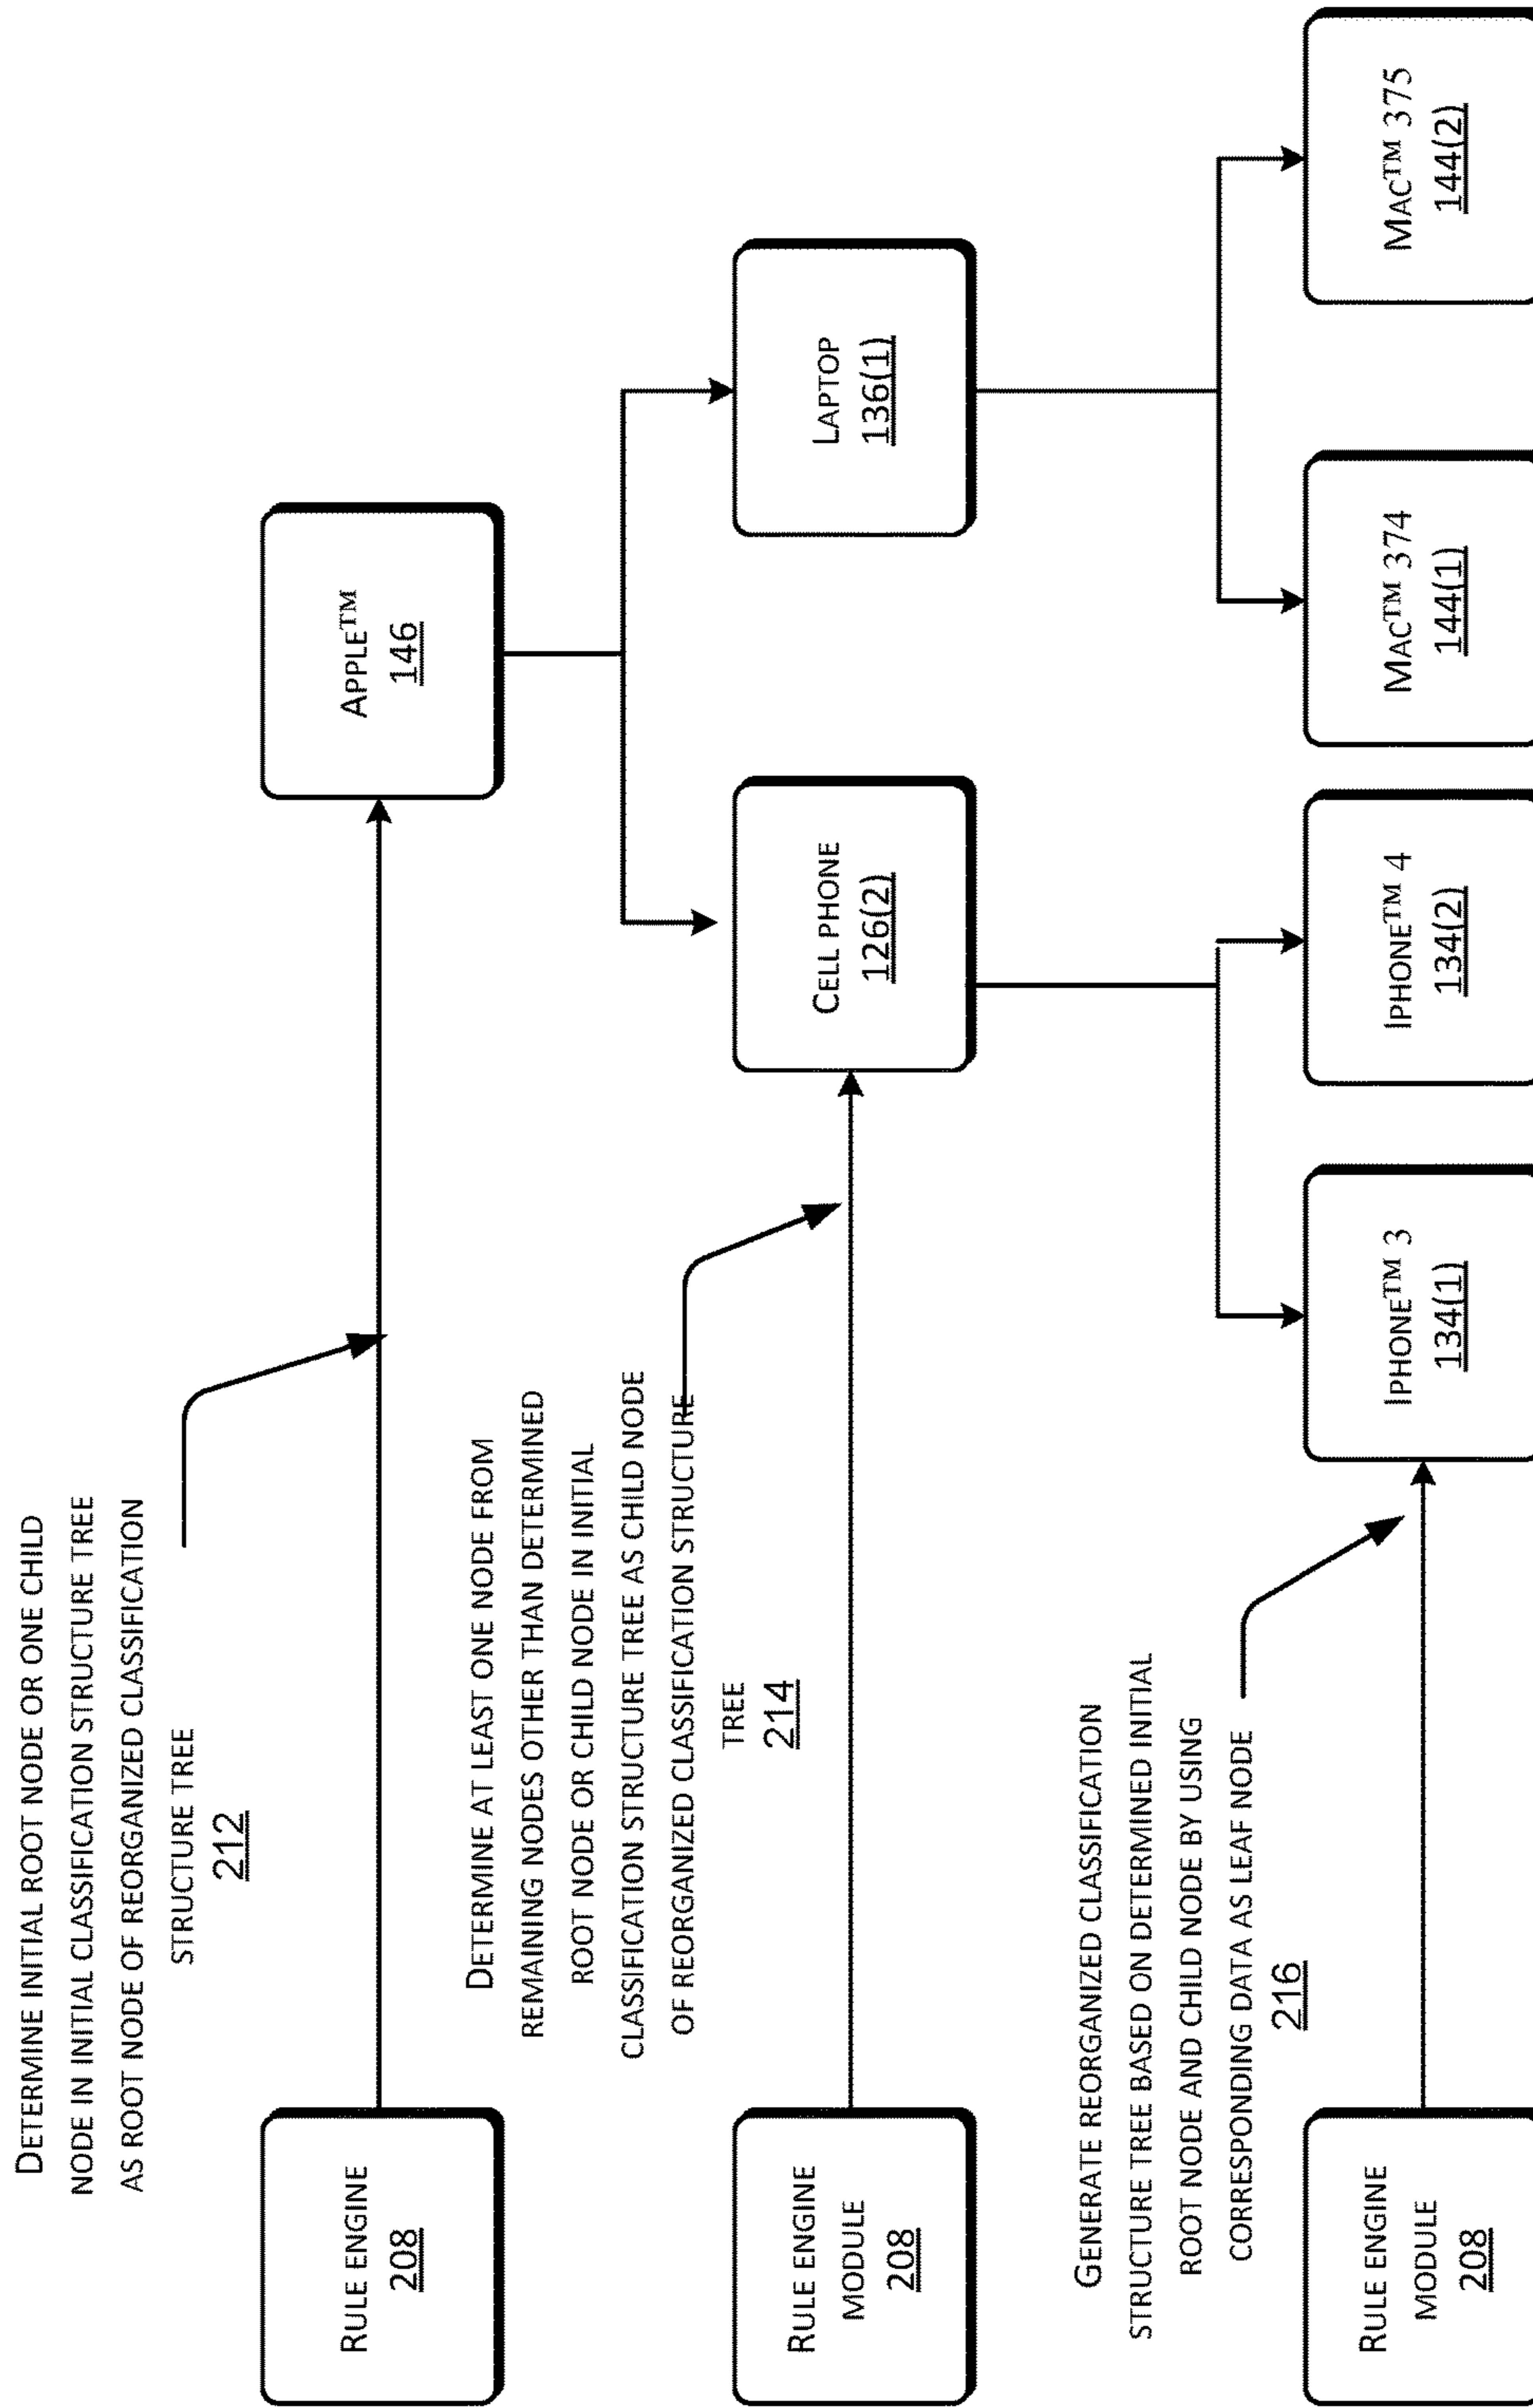 DETERMINE INITIAL ROOT NODE OR ONE CHILD
NODE IN INITIAL CLASSIFICATION STRUCTURE TREE
AS ROOT NODE OF REORGANIZED CLASSIFICATION
STRUCTURE TREE
212
RULE ENGINE
208
APPLE™
146
DETERMINE AT LEAST ONE NODE FROM
REMAINING NODES OTHER THAN DETERMINED
ROOT NODE OR CHILD NODE IN INITIAL
CLASSIFICATION STRUCTURE TREE AS CHILD NODE
OF REORGANIZED CLASSIFICATION STRUCTURE
TREE
214
RULE ENGINE
MODULE
208
CELL PHONE
126(2)
LAPTOP
136(1)
GENERATE REORGANIZED CLASSIFICATION
STRUCTURE TREE BASED ON DETERMINED INITIAL
ROOT NODE AND CHILD NODE BY USING
CORRESPONDING DATA AS LEAF NODE
216
RULE ENGINE
MODULE
208
IPHONE™ 3
134(1)
IPHONE™ 4
134(2)
MAC™ 374
144(1)
MAC™ 375
144(2)